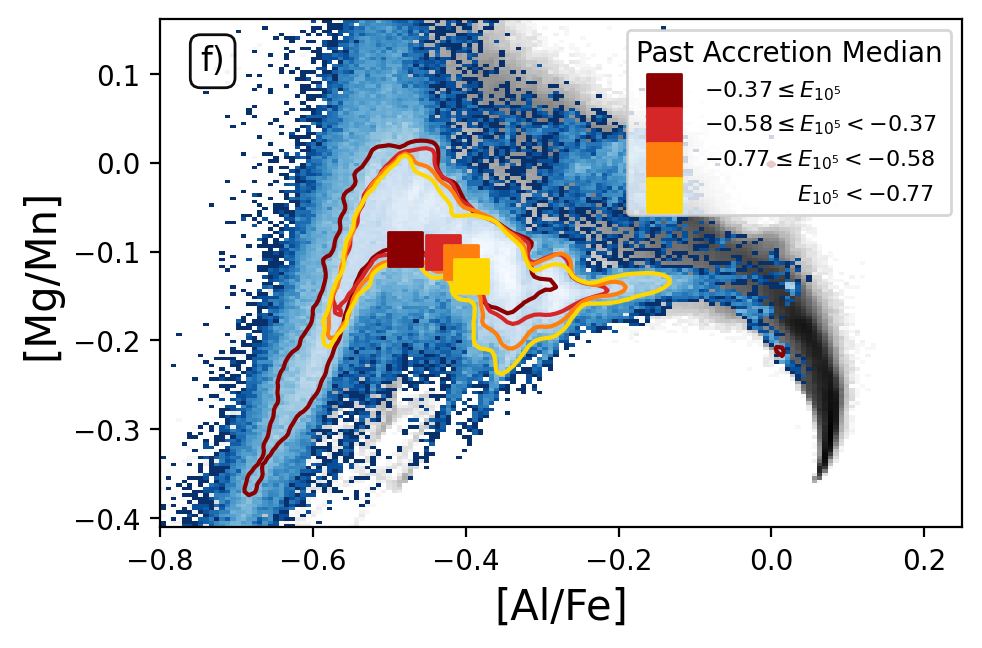 f)
Past Accretion Median
−0.37 ≤ E₁₀⁵
−0.58 ≤ E₁₀⁵ < −0.37
−0.77 ≤ E₁₀⁵ < −0.58
E₁₀⁵ < −0.77
[Mg/Mn]
0.1
0.0
−0.1
−0.2
−0.3
−0.4
−0.8 −0.6 −0.4 −0.2 0.0 0.2
[Al/Fe]